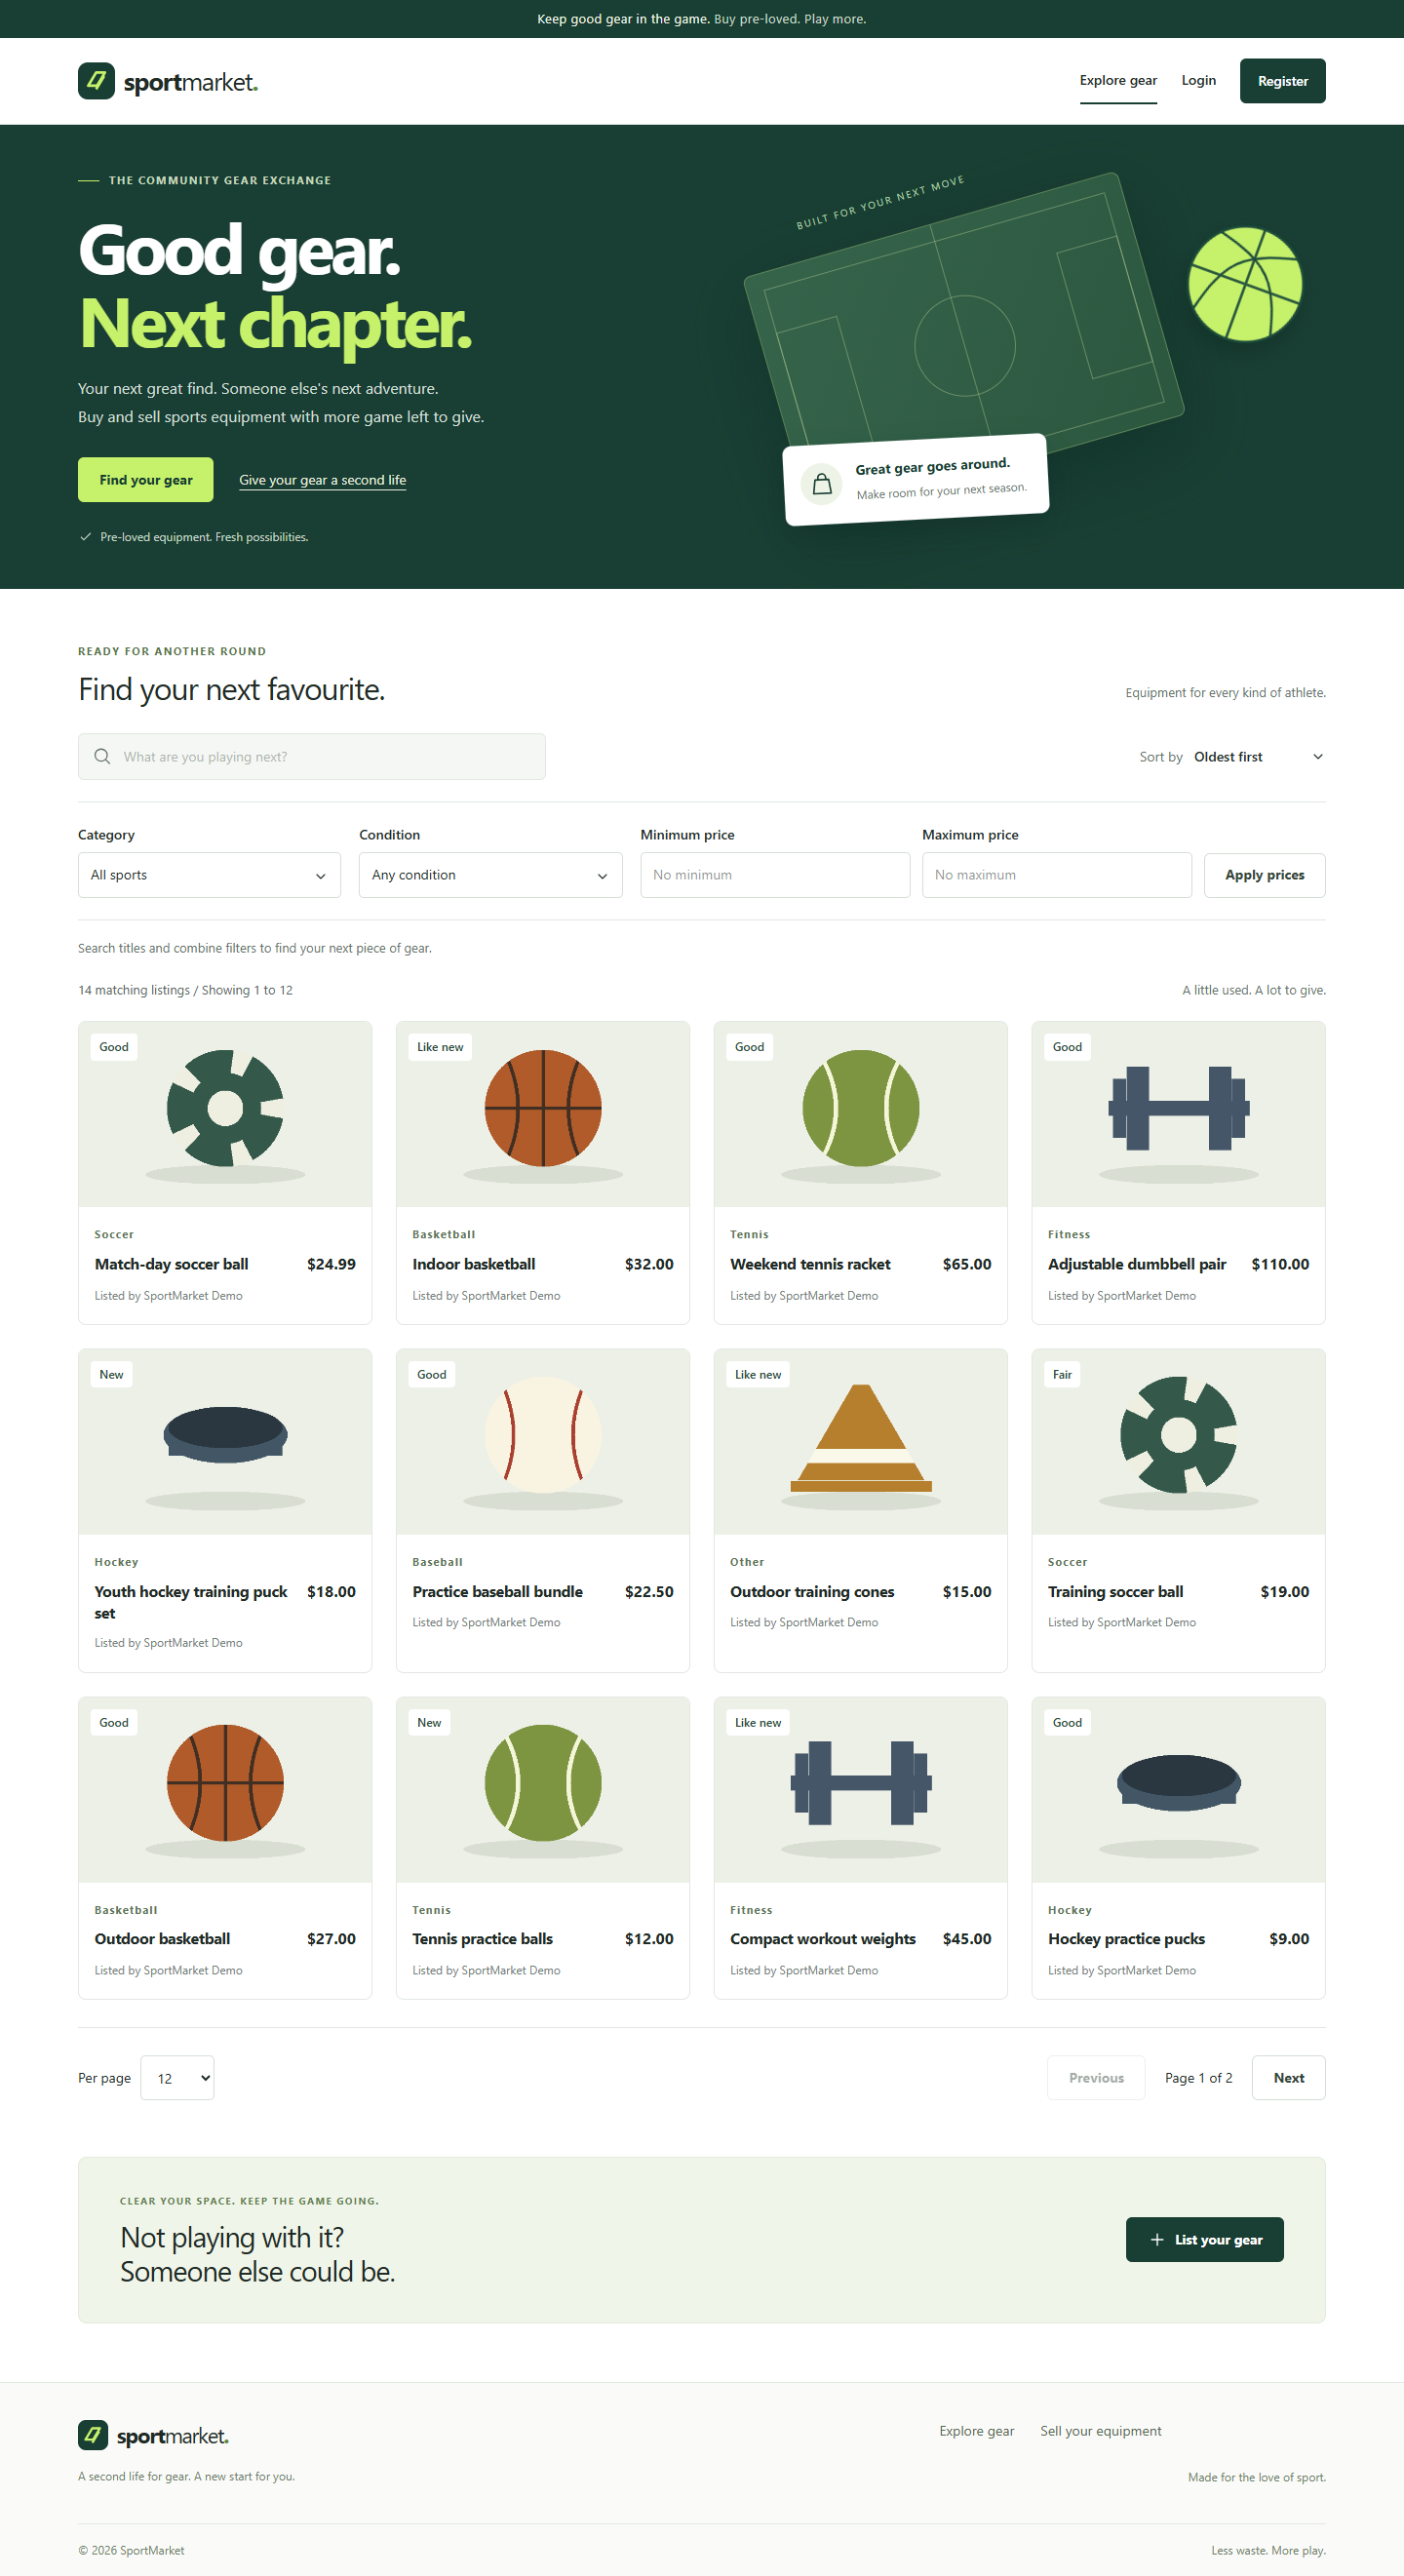 Keep good gear in the game. Buy pre-loved. Play more.
sportmarket.
Explore gear
Login
Register
THE COMMUNITY GEAR EXCHANGE
Good gear.
Next chapter.
Your next great find. Someone else's next adventure.
Buy and sell sports equipment with more game left to give.
Find your gear
Give your gear a second life
Pre-loved equipment. Fresh possibilities.
BUILT FOR YOUR NEXT MOVE
Great gear goes around.
Make room for your next season.
READY FOR ANOTHER ROUND
Find your next favourite.
Equipment for every kind of athlete.
What are you playing next?
Sort by Oldest first
Category
All sports
Condition
Any condition
Minimum price
No minimum
Maximum price
No maximum
Apply prices
Search titles and combine filters to find your next piece of gear.
14 matching listings / Showing 1 to 12
A little used. A lot to give.
Good
Soccer
Match-day soccer ball $24.99
Listed by SportMarket Demo
Like new
Basketball
Indoor basketball $32.00
Listed by SportMarket Demo
Good
Tennis
Weekend tennis racket $65.00
Listed by SportMarket Demo
Good
Fitness
Adjustable dumbbell pair $110.00
Listed by SportMarket Demo
New
Hockey
Youth hockey training puck $18.00
set
Listed by SportMarket Demo
Good
Baseball
Practice baseball bundle $22.50
Listed by SportMarket Demo
Like new
Other
Outdoor training cones $15.00
Listed by SportMarket Demo
Fair
Soccer
Training soccer ball $19.00
Listed by SportMarket Demo
Good
Basketball
Outdoor basketball $27.00
Listed by SportMarket Demo
New
Tennis
Tennis practice balls $12.00
Listed by SportMarket Demo
Like new
Fitness
Compact workout weights $45.00
Listed by SportMarket Demo
Good
Hockey
Hockey practice pucks $9.00
Listed by SportMarket Demo
Per page 12
Previous
Page 1 of 2
Next
CLEAR YOUR SPACE. KEEP THE GAME GOING.
Not playing with it?
Someone else could be.
List your gear
sportmarket.
Explore gear
Sell your equipment
A second life for gear. A new start for you.
Made for the love of sport.
© 2026 SportMarket
Less waste. More play.